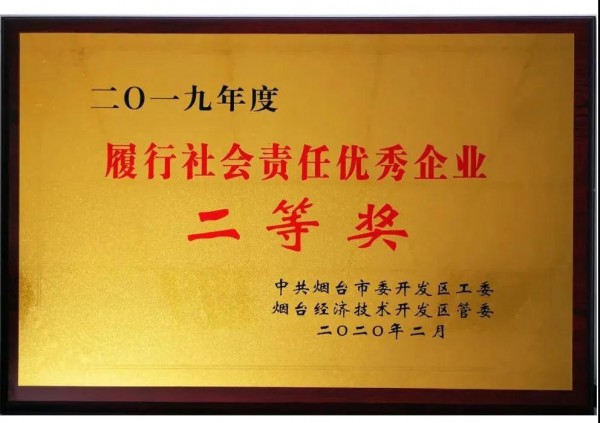 二〇一九年度
履行社会责任优秀企业
二等奖
中共烟台市委开发区工委
烟台经济技术开发区管委
二〇二〇年二月